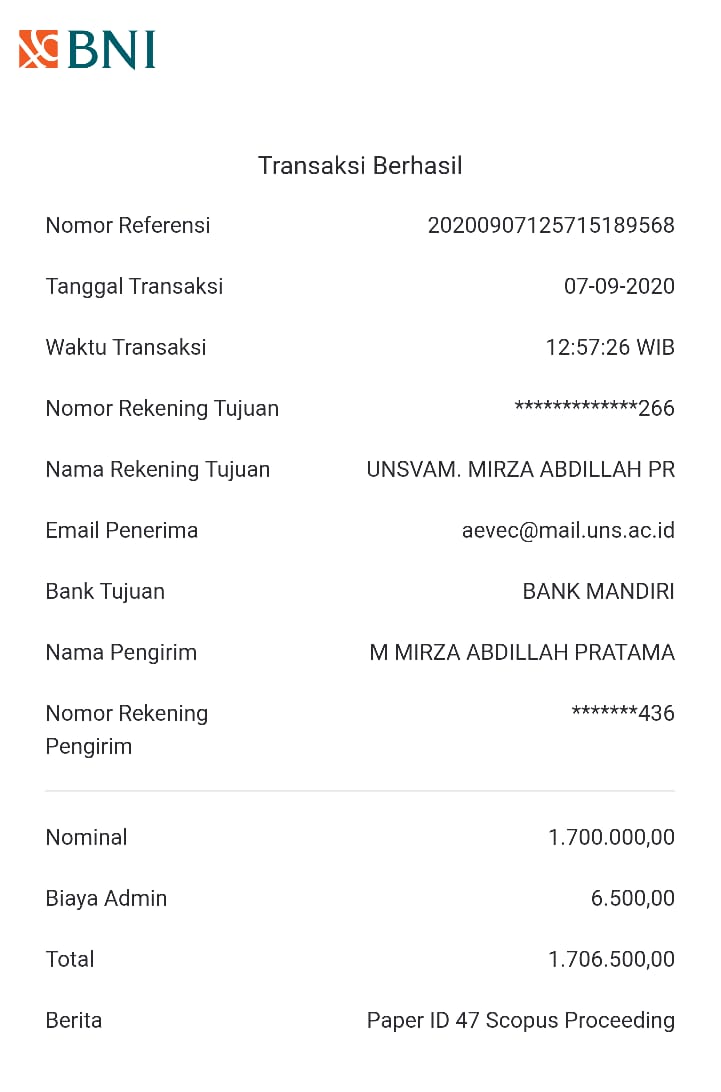 BNI
Transaksi Berhasil
Nomor Referensi 20200907125715189568
Tanggal Transaksi 07-09-2020
Waktu Transaksi 12:57:26 WIB
Nomor Rekening Tujuan *************266
Nama Rekening Tujuan UNSVAM. MIRZA ABDILLAH PR
Email Penerima aevec@mail.uns.ac.id
Bank Tujuan BANK MANDIRI
Nama Pengirim M MIRZA ABDILLAH PRATAMA
Nomor Rekening *******436
Pengirim
Nominal 1.700.000,00
Biaya Admin 6.500,00
Total 1.706.500,00
Berita Paper ID 47 Scopus Proceeding